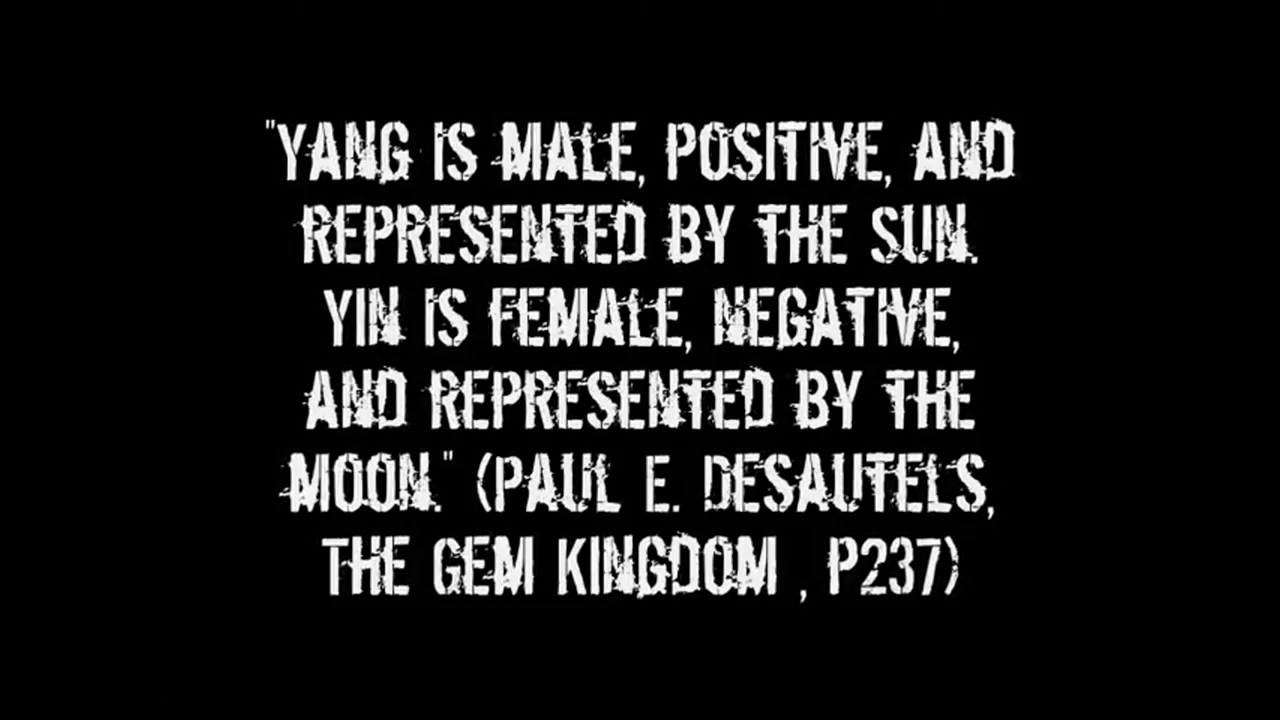 "YANG IS MALE, POSITIVE, AND
REPRESENTED BY THE SUN.
YIN IS FEMALE, NEGATIVE,
AND REPRESENTED BY THE
MOON." (PAUL E. DESAUTELS,
THE GEM KINGDOM , P237)